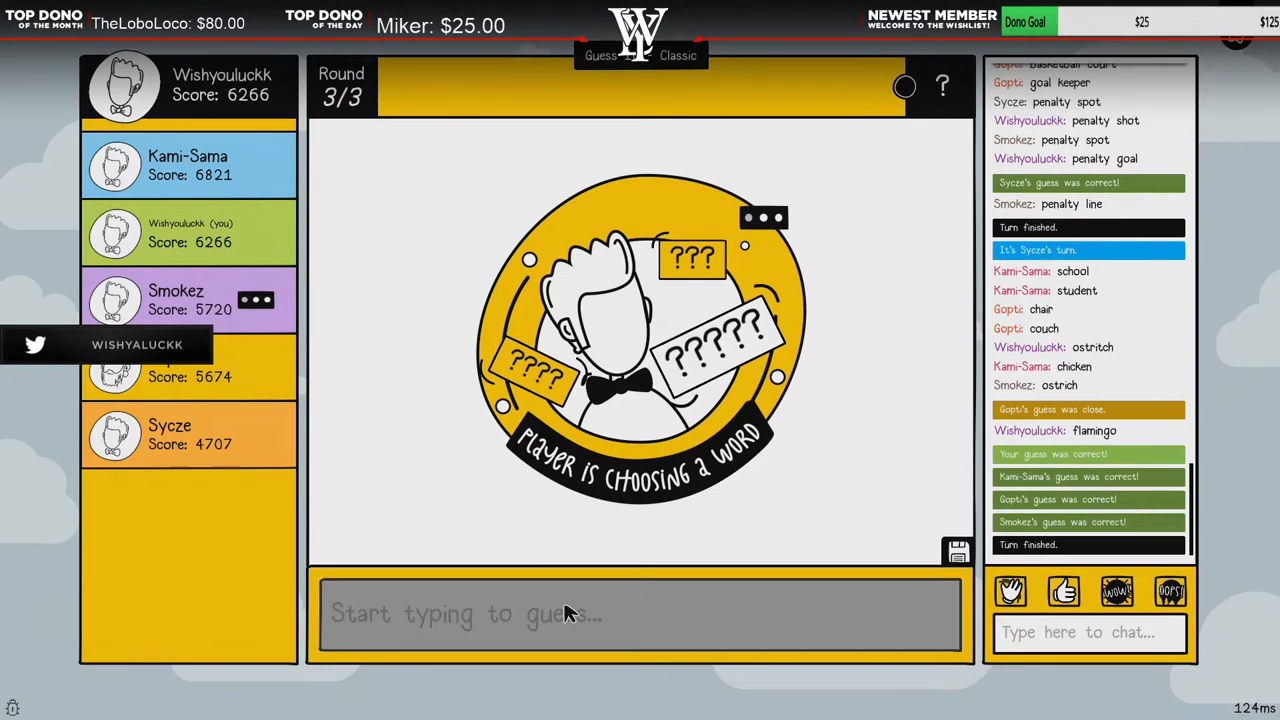 TOP DONO
OF THE MONTH
TheLoboLoco: $80.00
TOP DONO
OF THE DAY
Miker: $25.00
NEWEST MEMBER
WELCOME TO THE WISHLIST!
Dono Goal
$25
$125
Classic
Wishyouluckk
Score: 6266
Kami-Sama
Score: 6821
Wishyouluckk (you)
Score: 6266
Smokez
Score: 5720
WISHYALUCKK
5674
Sycze
Score: 4707
Round
3/3
?
???
?????
????
PLAYER IS CHOOSING A WORD
Start typing to guess...
Gopti: basketball court
Gopti: goal keeper
Sycze: penalty spot
Wishyouluckk: penalty shot
Smokez: penalty spot
Wishyouluckk: penalty goal
Sycze's guess was correct!
Smokez: penalty line
Turn finished.
It's Sycze's turn.
Kami-Sama: school
Kami-Sama: student
Gopti: chair
Gopti: couch
Wishyouluckk: ostritch
Kami-Sama: chicken
Smokez: ostrich
Gopti's guess was close.
Wishyouluckk: flamingo
Your guess was correct!
Kami-Sama's guess was correct!
Gopti's guess was correct!
Smokez's guess was correct!
Turn finished.
WOW!
OOPS!
Type here to chat...
124ms